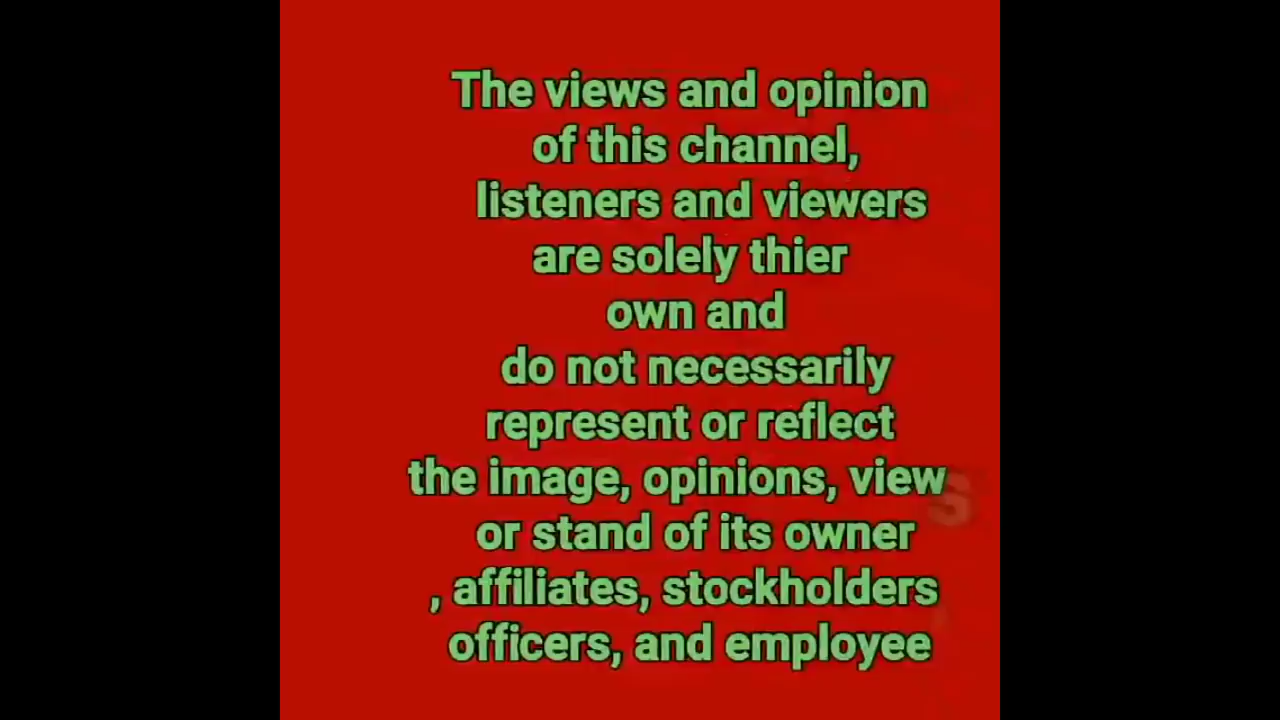 The views and opinion
of this channel,
listeners and viewers
are solely thier
own and
do not necessarily
represent or reflect
the image, opinions, view
or stand of its owner
, affiliates, stockholders
officers, and employee